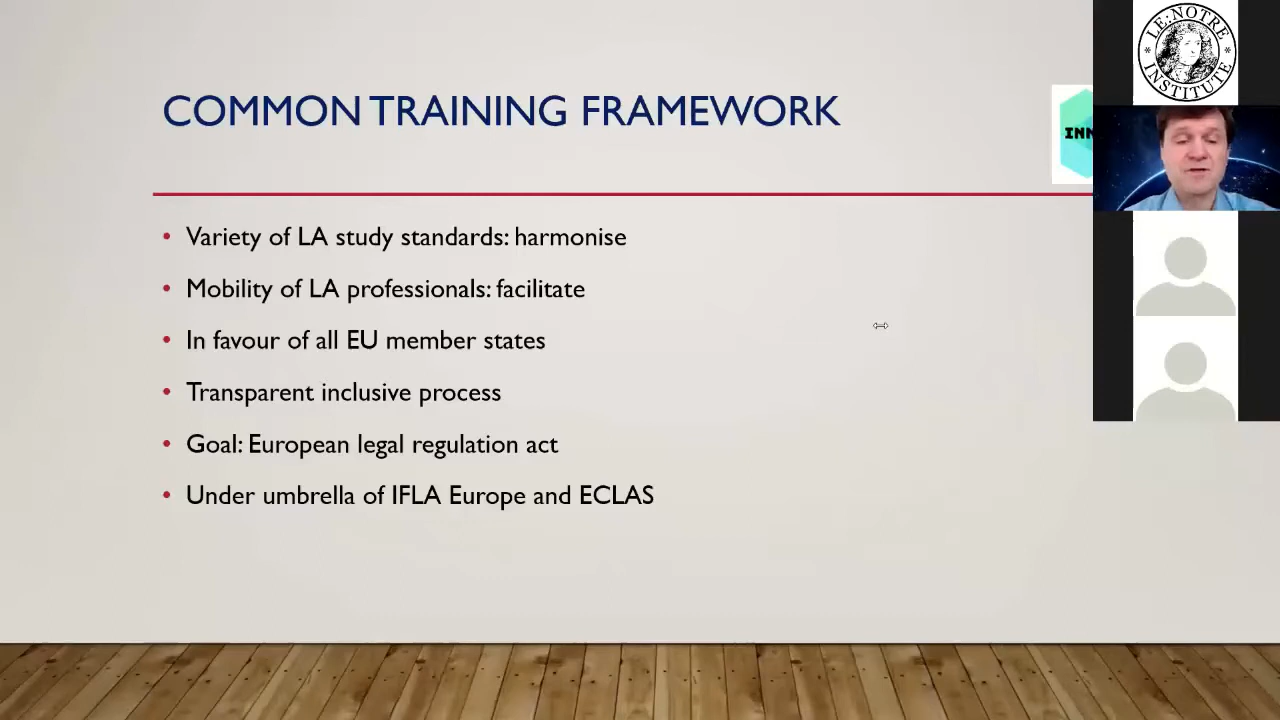 COMMON TRAINING FRAMEWORK
• Variety of LA study standards: harmonise
• Mobility of LA professionals: facilitate
• In favour of all EU member states
• Transparent inclusive process
• Goal: European legal regulation act
• Under umbrella of IFLA Europe and ECLAS
INN
LE:NOTRE
INSTITUTE